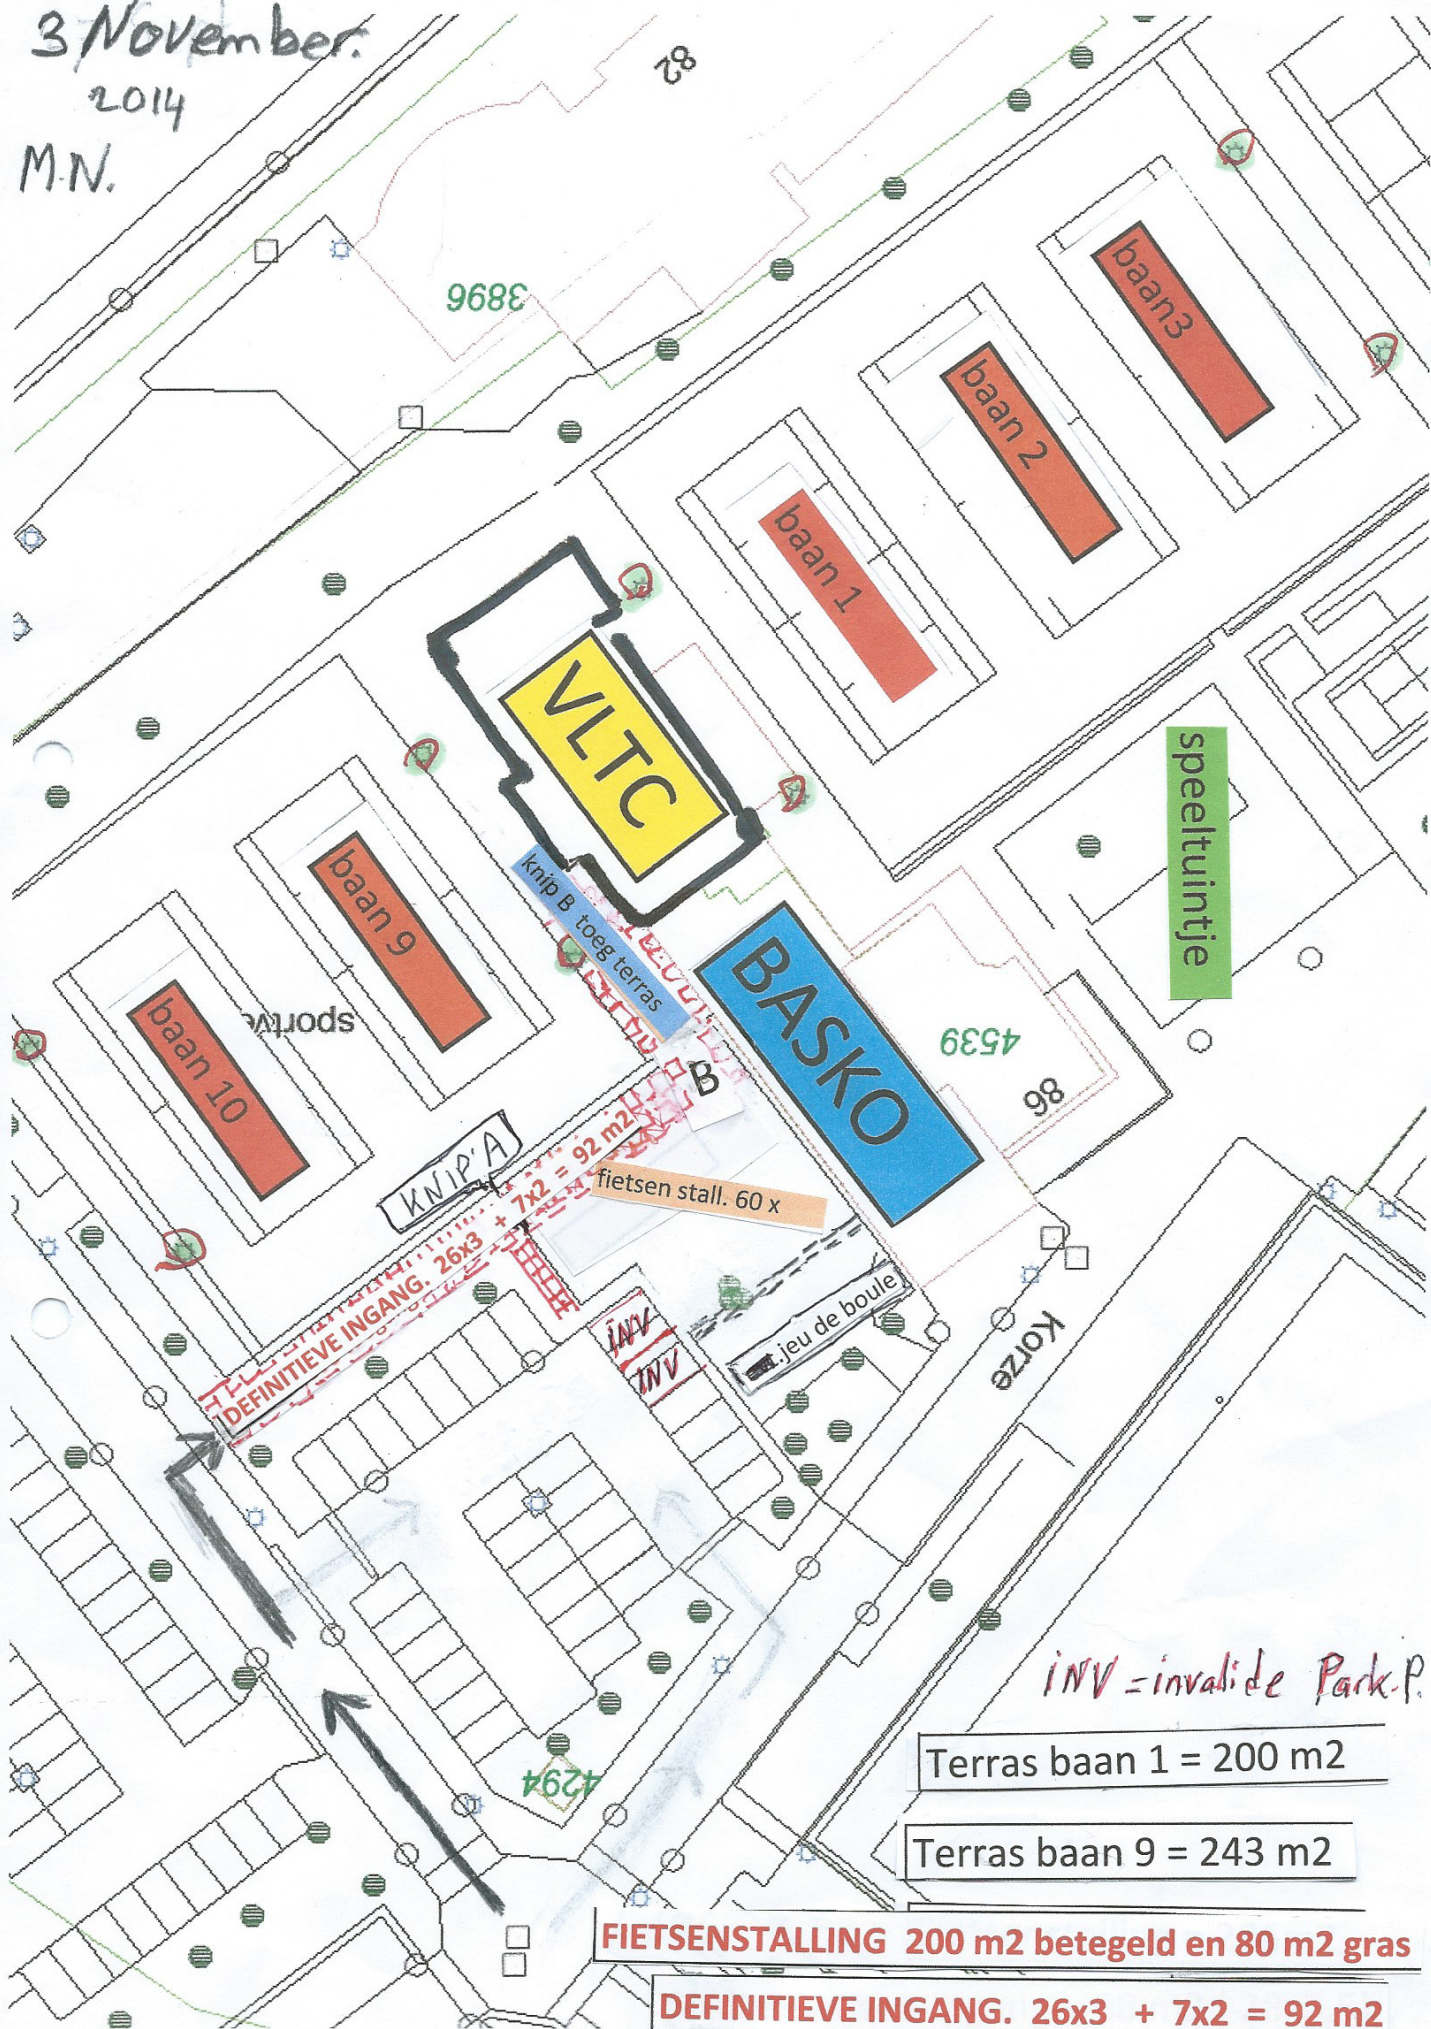 3 November.
2014
M.N.
82
3896
baan3
baan 2
baan 1
VLTC
speeltuintje
knip B toeg terras
BASKO
baan 9
baan 10
sportve
4539
86
B
KNIP'A
DEFINITIEVE INGANG. 26x3 + 7x2 = 92 m2
fietsen stall. 60 x
INV
INV
jeu de boule
Korze
4294
INV = invalide Park.P.
Terras baan 1 = 200 m2
Terras baan 9 = 243 m2
FIETSENSTALLING 200 m2 betegeld en 80 m2 gras
DEFINITIEVE INGANG. 26x3 + 7x2 = 92 m2